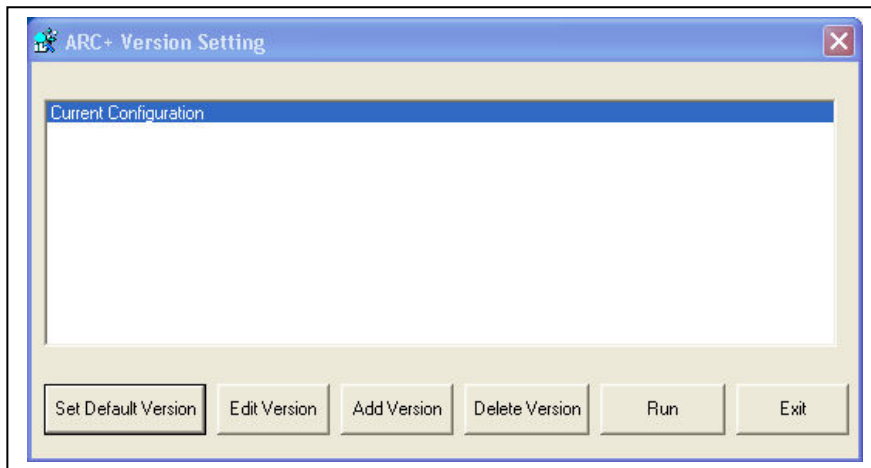 ARC+ Version Setting
Current Configuration
Set Default Version
Edit Version
Add Version
Delete Version
Run
Exit